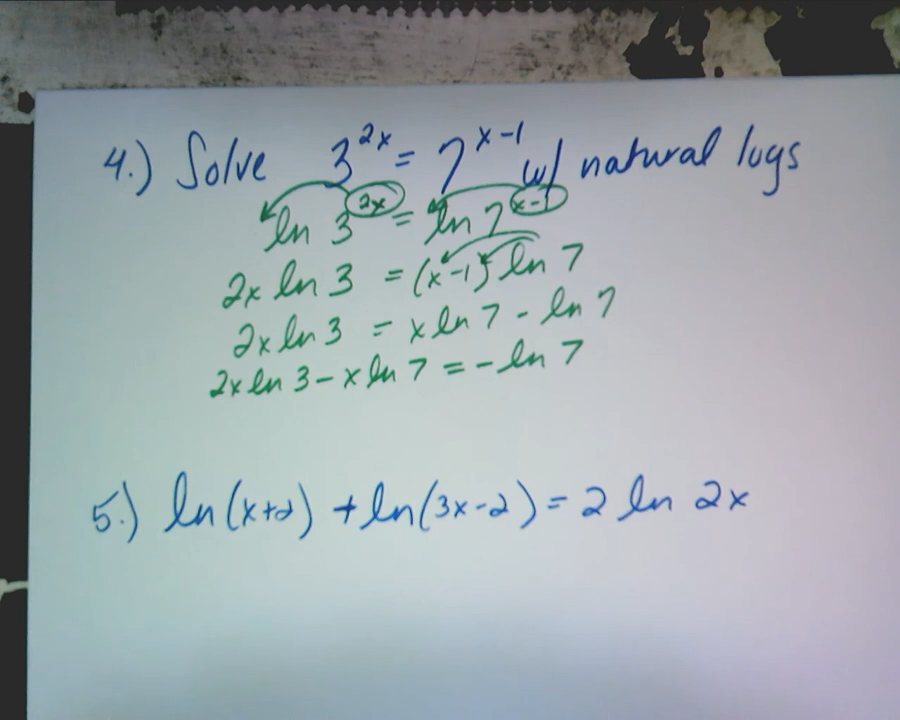 4.) Solve 3^2x = 7^x-1 w/ natural logs
ln 3^2x = ln 7^x-1
2x ln 3 = (x-1) ln 7
2x ln 3 = x ln 7 - ln 7
2x ln 3 - x ln 7 = - ln 7
5.) ln(x+2) + ln(3x-2) = 2 ln 2x